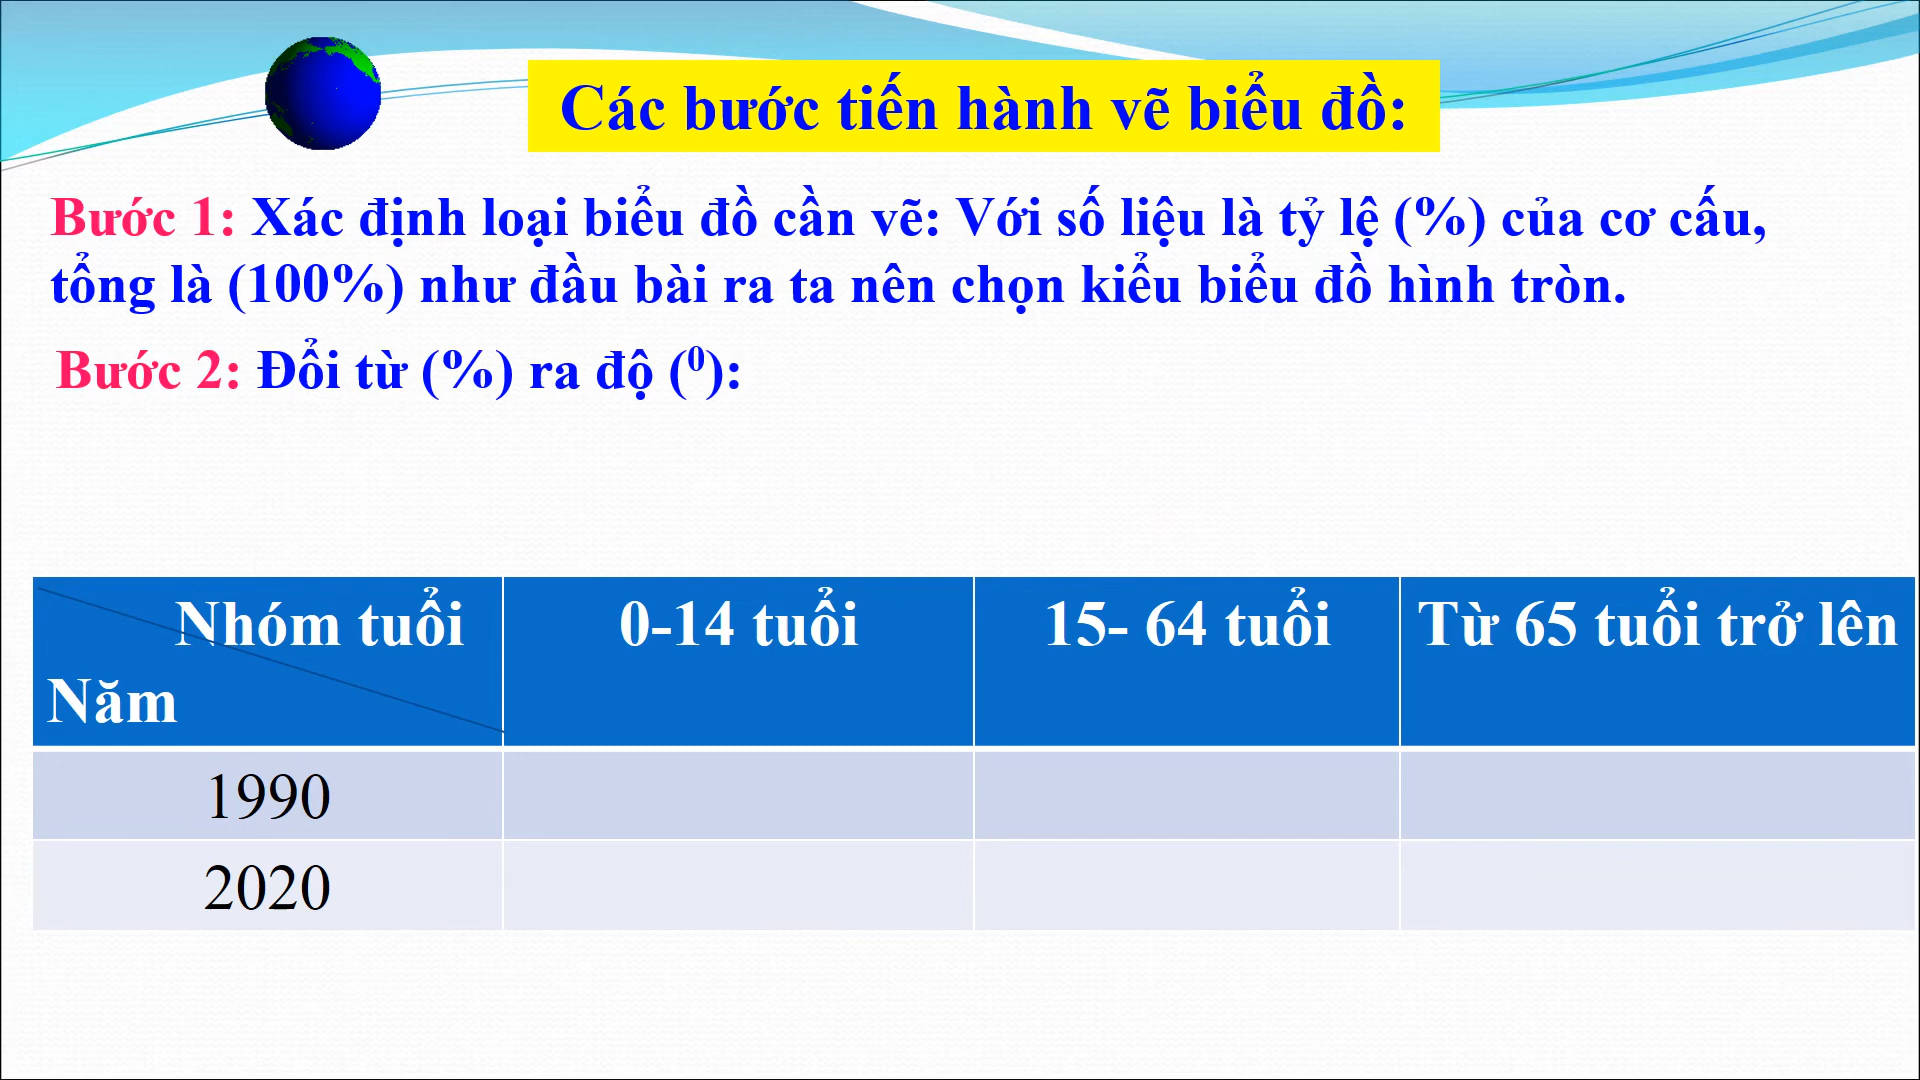 Các bước tiến hành vẽ biểu đồ:
Bước 1: Xác định loại biểu đồ cần vẽ: Với số liệu là tỷ lệ (%) của cơ cấu,
tổng là (100%) như đầu bài ra ta nên chọn kiểu biểu đồ hình tròn.
Bước 2: Đổi từ (%) ra độ (⁰):
Nhóm tuổi
Năm
0-14 tuổi
15- 64 tuổi
Từ 65 tuổi trở lên
1990
2020